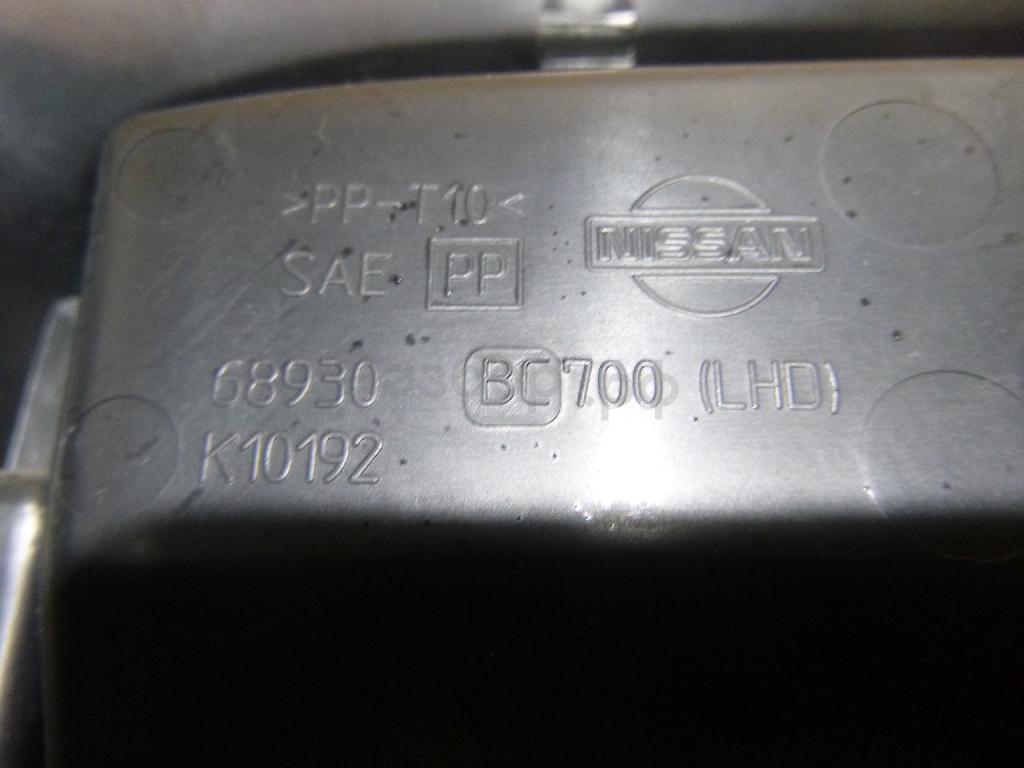 >PP-T10<
SAE PP
NISSAN
68930 BC700 (LHD)
K10192